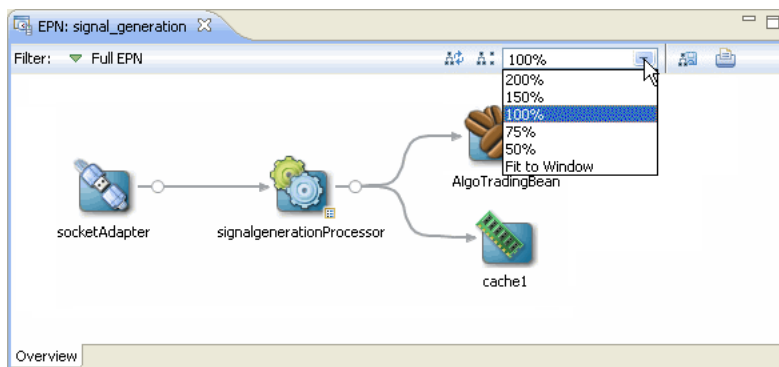 EPN: signal_generation
Filter: Full EPN 100%
200%
150%
100%
75%
50%
Fit to Window
AlgoTradingBean
socketAdapter signalgenerationProcessor
cache1
Overview